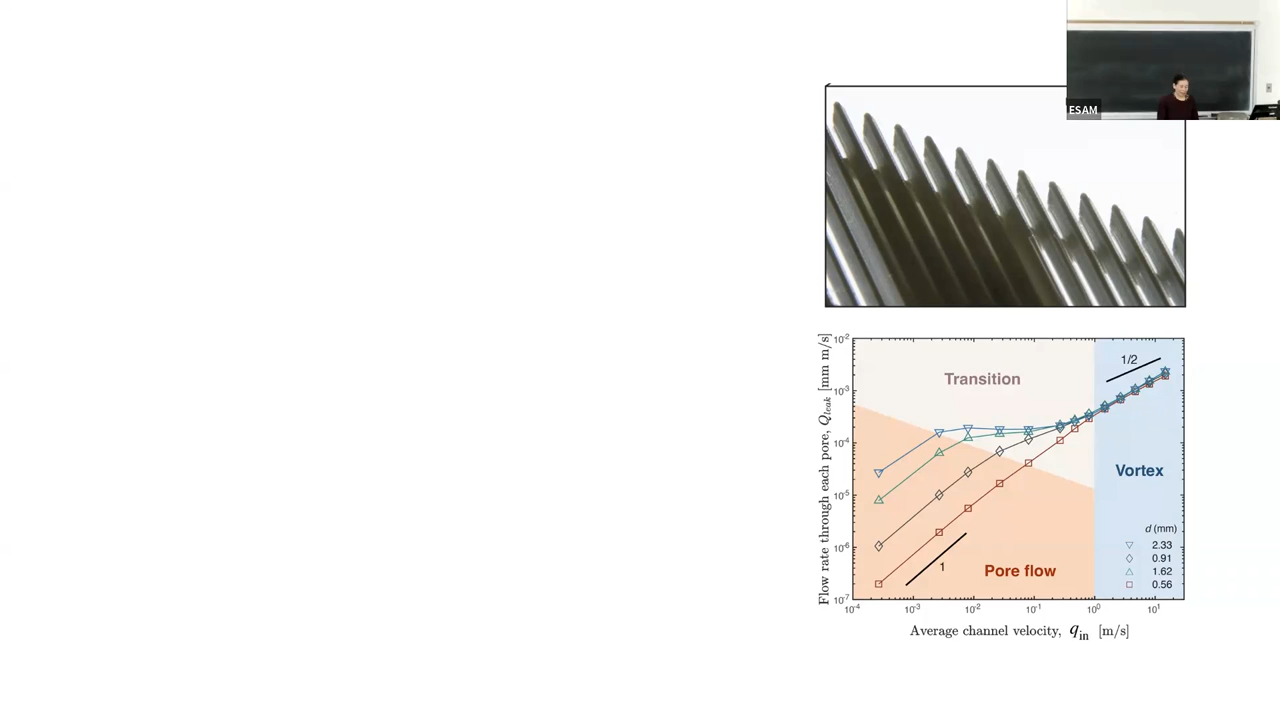 ESAM
Flow rate through each pore, Q_leak [mm m/s]
10^-2
10^-3
10^-4
10^-5
10^-6
10^-7
Transition
1/2
Vortex
d (mm)
2.33
0.91
1.62
0.56
Pore flow
1
10^-4 10^-3 10^-2 10^-1 10^0 10^1
Average channel velocity, q_in [m/s]